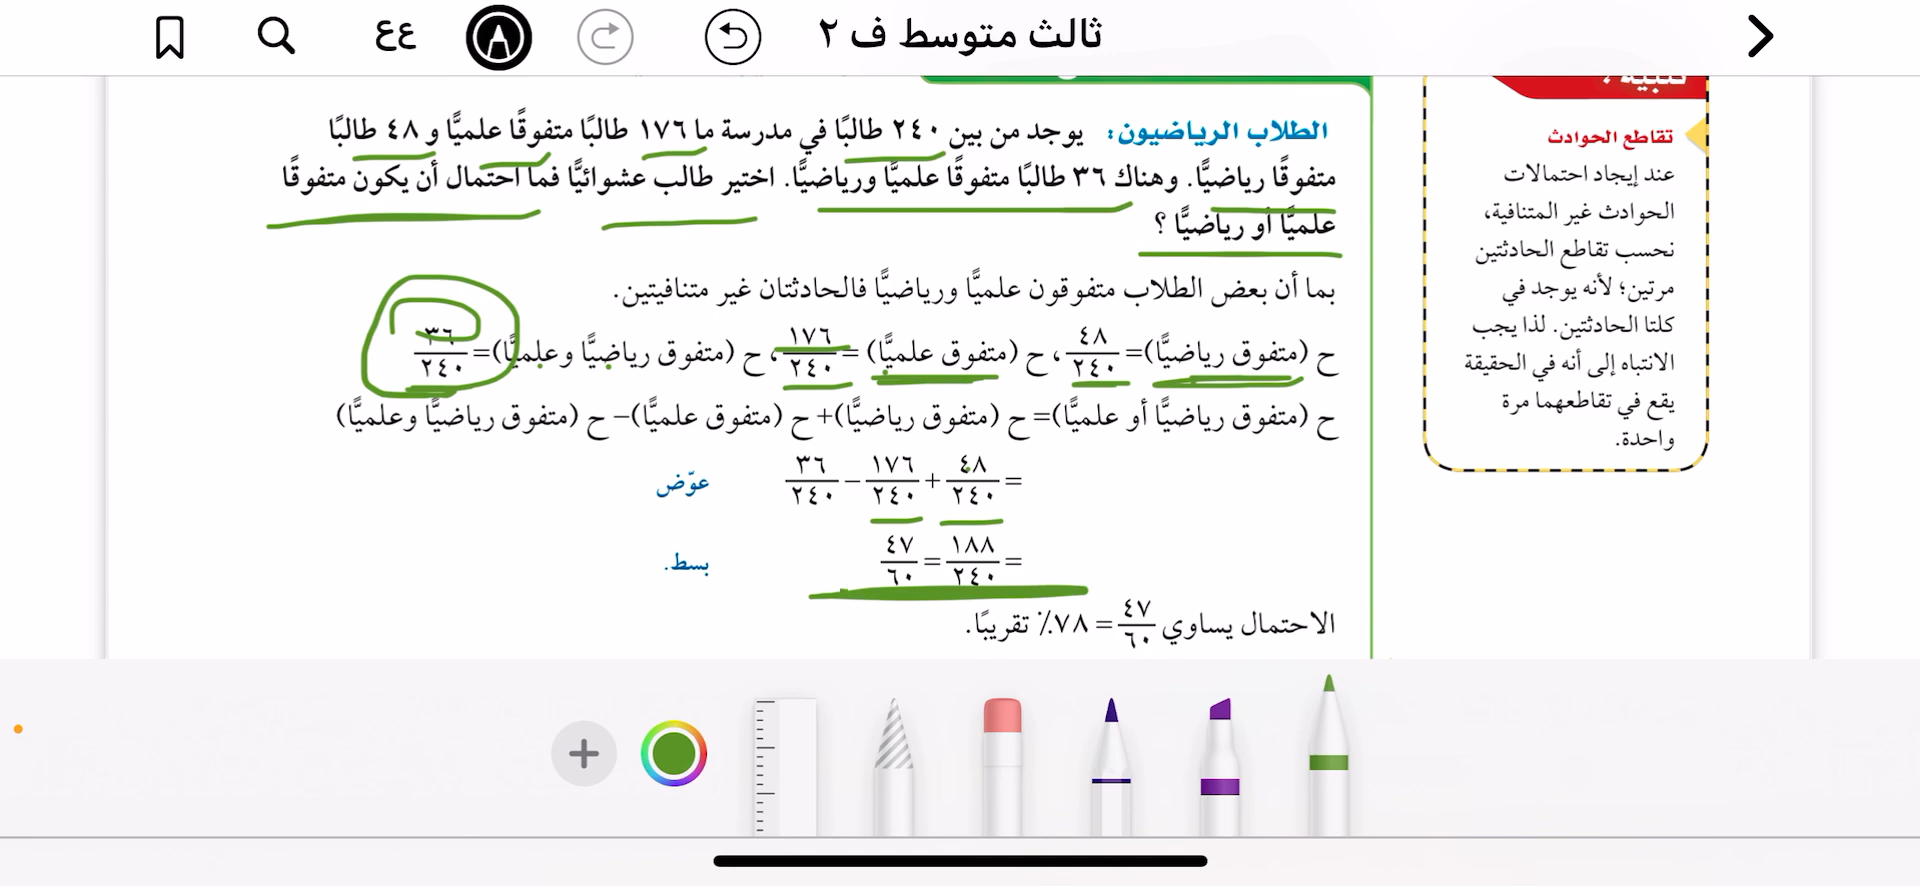 ثالث متوسط ف ٢
عع
تنبيه !
تقاطع الحوادث
عند إيجاد احتمالات
الحوادث غير المتنافية،
نحسب تقاطع الحادثتين
مرتين؛ لأنه يوجد في
كلتا الحادثتين. لذا يجب
الانتباه إلى أنه في الحقيقة
يقع في تقاطعهما مرة
واحدة.
الطلاب الرياضيون: يوجد من بين ٢٤٠ طالبًا في مدرسة ما ١٧٦ طالبًا متفوقًا علميًّا و ٤٨ طالبًا
متفوقًا رياضيًّا. وهناك ٣٦ طالبًا متفوقًا علميًّا ورياضيًّا. اختير طالب عشوائيًّا فما احتمال أن يكون متفوقًا
علميًّا أو رياضيًّا ؟
بما أن بعض الطلاب متفوقون علميًّا ورياضيًّا فالحادثتان غير متنافيتين.
ح (متفوق رياضيًّا)= ٤٨/٢٤٠ ، ح (متفوق علميًّا) = ١٧٦/٢٤٠ ، ح (متفوق رياضيًّا وعلميًّا)= ٣٦/٢٤٠
ح (متفوق رياضيًّا أو علميًّا)= ح (متفوق رياضيًّا)+ ح (متفوق علميًّا)− ح (متفوق رياضيًّا وعلميًّا)
= ٤٨/٢٤٠ + ١٧٦/٢٤٠ − ٣٦/٢٤٠ عوّض
= ١٨٨/٢٤٠ = ٤٧/٦٠ بسط.
الاحتمال يساوي ٤٧/٦٠ = ٧٨٪ تقريبًا.